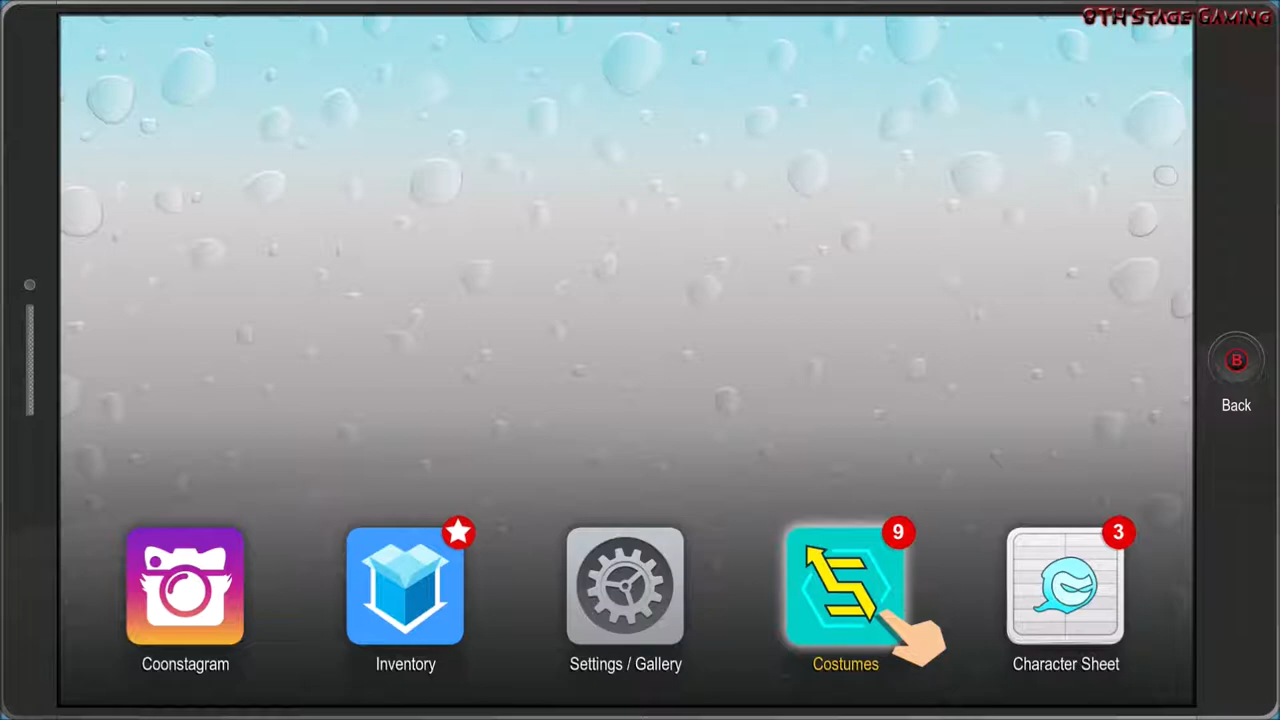 8TH STAGE GAMING
B
Back
9
3
Coonstagram
Inventory
Settings / Gallery
Costumes
Character Sheet